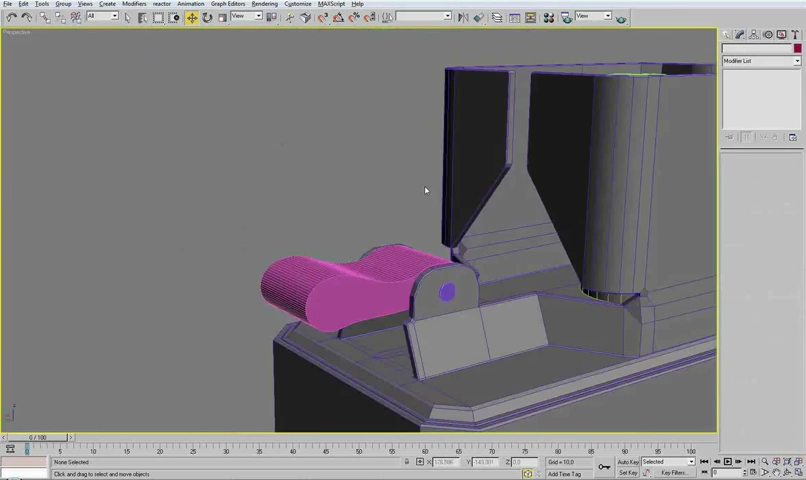 File Edit Tools Group Views Create Modifiers reactor Animation Graph Editors Rendering Customize MAXScript Help
All View View
Perspective
Modifier List
0 / 100
0 5 10 15 20 25 30 35 40 45 50 55 60 65 70 75 80 85 90 95 100
None Selected X: Y: Z: 0,0 Grid = 10,0 Auto Key Selected
Click and drag to select and move objects Add Time Tag Set Key Key Filters... 0